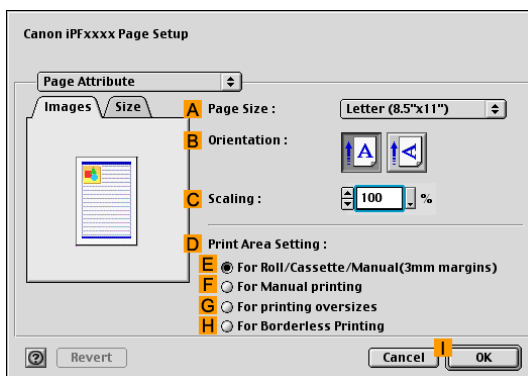 Canon iPFxxxx Page Setup
Page Attribute
Images
Size
A Page Size : Letter (8.5"x11")
B Orientation :
A A
C Scaling : 100 %
D Print Area Setting :
E For Roll/Cassette/Manual(3mm margins)
F For Manual printing
G For printing oversizes
H For Borderless Printing
? Revert
Cancel I OK